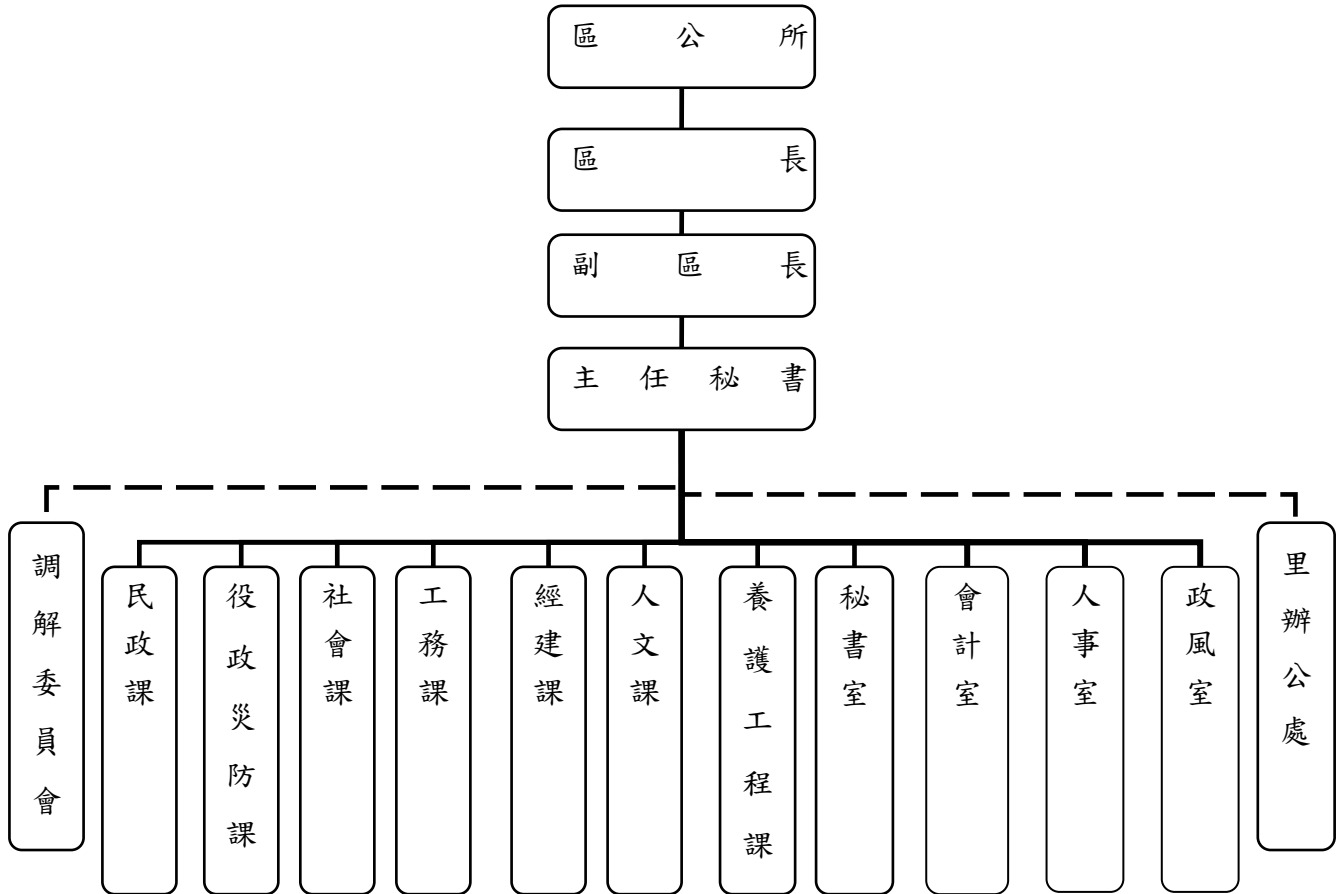 區公所
區長
副區長
主任秘書
調解委員會
民政課
役政災防課
社會課
工務課
經建課
人文課
養護工程課
秘書室
會計室
人事室
政風室
里辦公處